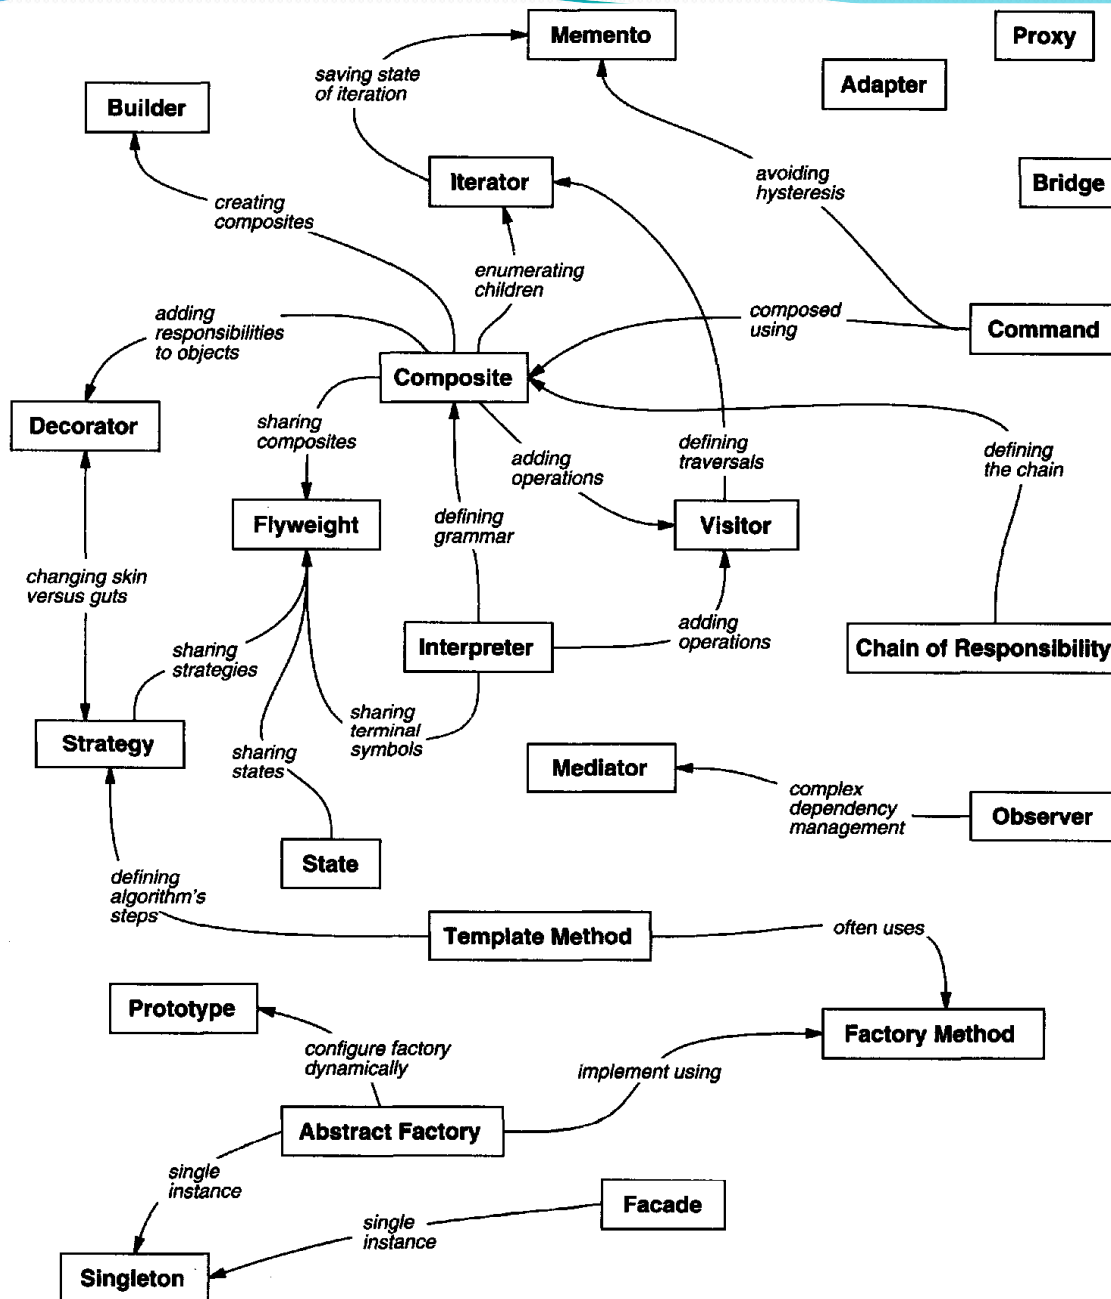 Memento
Proxy
Adapter
saving state
of iteration
Builder
Iterator
avoiding
hysteresis
Bridge
creating
composites
enumerating
children
adding
responsibilities
to objects
composed
using
Command
Composite
Decorator
sharing
composites
adding
operations
defining
traversals
defining
the chain
Flyweight
defining
grammar
Visitor
changing skin
versus guts
sharing
strategies
Interpreter
adding
operations
Chain of Responsibility
Strategy
sharing
states
sharing
terminal
symbols
Mediator
complex
dependency
management
Observer
State
defining
algorithm's
steps
Template Method
often uses
Prototype
Factory Method
configure factory
dynamically
implement using
Abstract Factory
single
instance
Facade
single
instance
Singleton